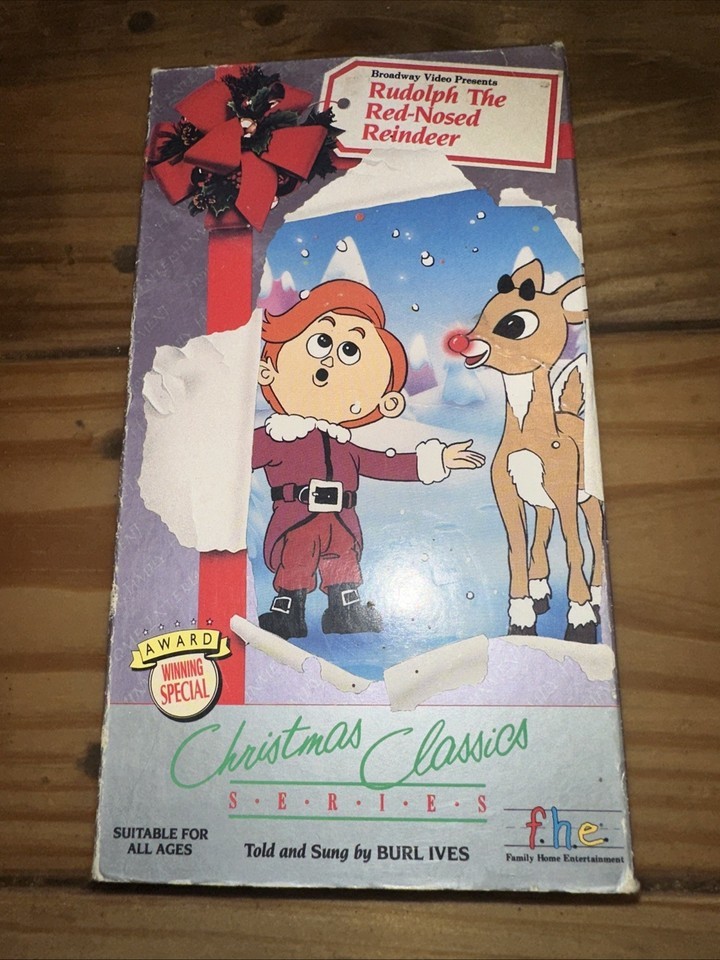 Broadway Video Presents
Rudolph The
Red-Nosed
Reindeer
AWARD
WINNING
SPECIAL
Christmas Classics
S·E·R·I·E·S
SUITABLE FOR
ALL AGES
Told and Sung by BURL IVES
f.h.e.
Family Home Entertainment